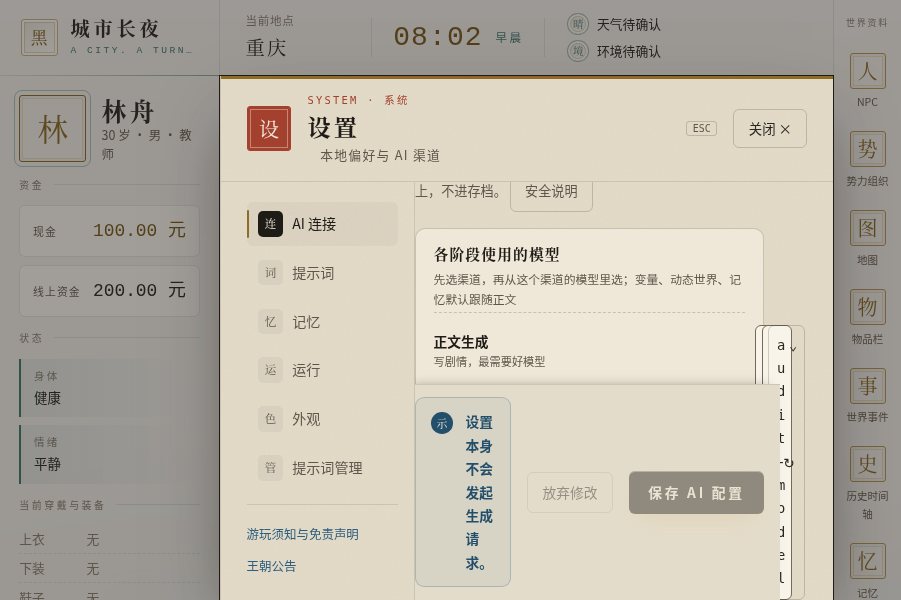 黑
城市长夜
A CITY. A TURN…
当前地点
重庆
08:02
早晨
晴
天气待确认
境
环境待确认
世界资料
林
林舟
30 岁 · 男 · 教
师
资金
现金
100.00 元
线上资金
200.00 元
状态
身体
健康
情绪
平静
当前穿戴与装备
上衣
无
下装
无
鞋子
无
设
SYSTEM · 系统
设置
本地偏好与 AI 渠道
ESC
关闭 ×
连
AI 连接
词
提示词
忆
记忆
运
运行
色
外观
管
提示词管理
游玩须知与免责声明
王朝公告
上，不进存档。
安全说明
各阶段使用的模型
先选渠道，再从这个渠道的模型里选；变量、动态世界、记
忆默认跟随正文
正文生成
写剧情，最需要好模型
a
u
d
i
t
-
m
o
d
e
l
示
设置
本身
不会
发起
生成
请
求。
放弃修改
保存 AI 配置
人
NPC
势
势力组织
图
地图
物
物品栏
事
世界事件
史
历史时间
轴
忆
记忆